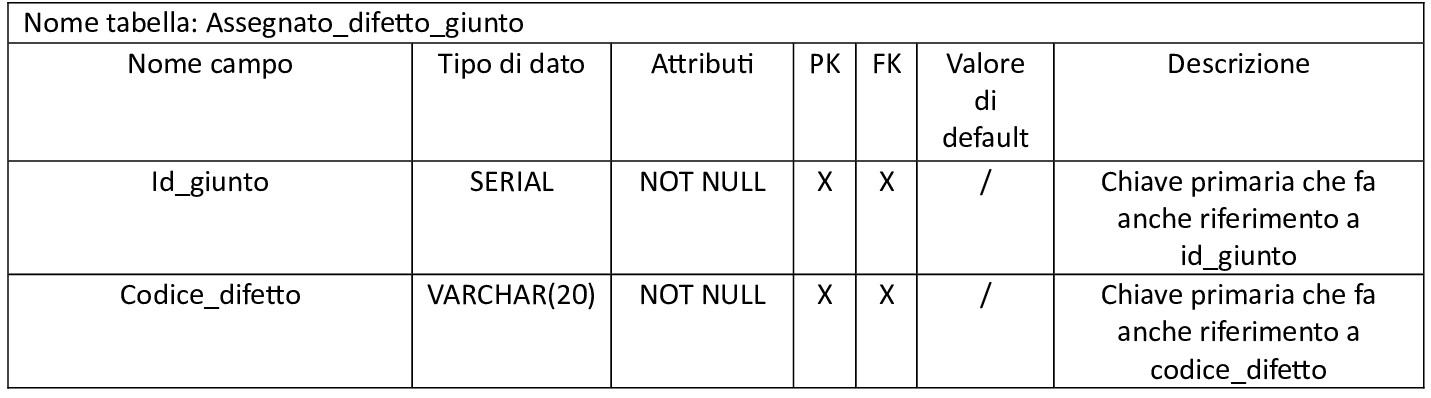 Nome tabella: Assegnato_difetto_giunto
Nome campo Tipo di dato Attributi PK FK Valore di default Descrizione
Id_giunto SERIAL NOT NULL X X / Chiave primaria che fa
anche riferimento a
id_giunto
Codice_difetto VARCHAR(20) NOT NULL X X / Chiave primaria che fa
anche riferimento a
codice_difetto